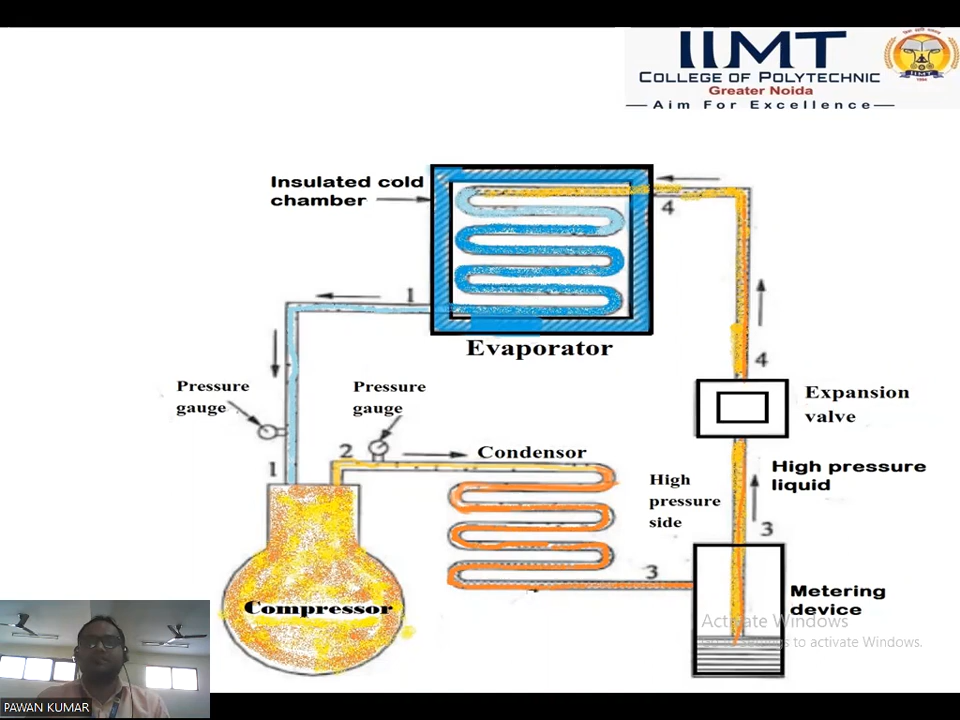 IIMT
COLLEGE OF POLYTECHNIC
Greater Noida
Aim For Excellence
IIMT
Insulated cold
chamber
4
1
Evaporator
4
Pressure
gauge
Pressure
gauge
Expansion
valve
2
Condensor
1
High
pressure
side
High pressure
liquid
3
3
Compressor
Metering
device
Activate Windows
to activate Windows.
PAWAN KUMAR